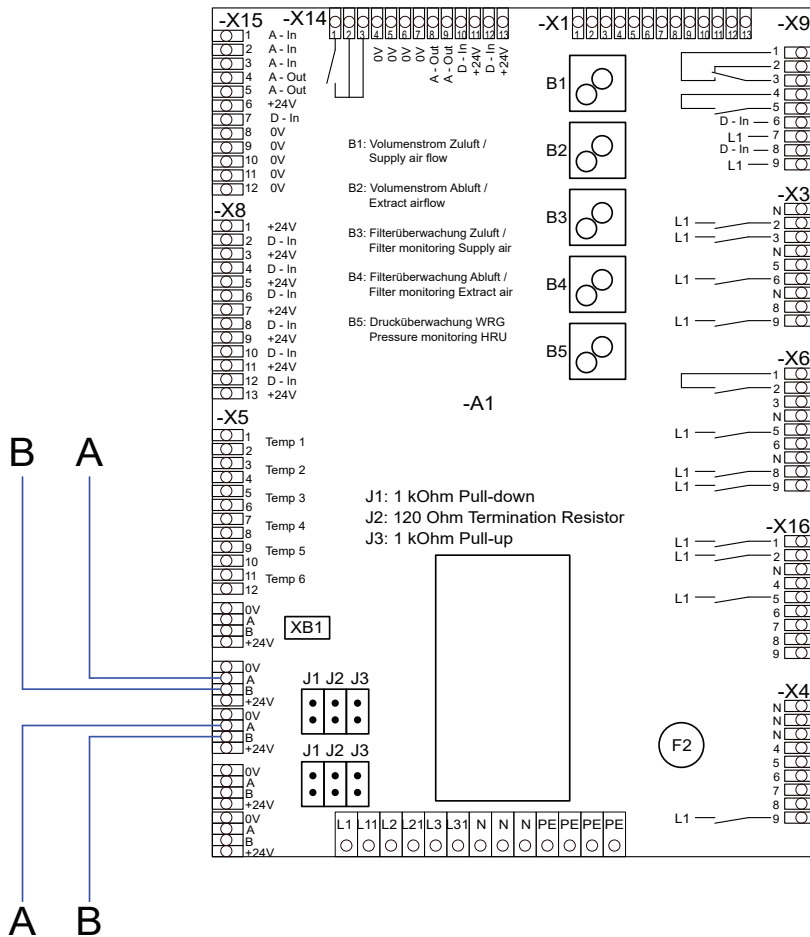 -X15
1 A - In
2 A - In
3 A - In
4 A - Out
5 A - Out
6 +24V
7 D - In
8 0V
9 0V
10 0V
11 0V
12 0V
-X14
1
2
3
4 0V
5 0V
6 0V
7 0V
8 A - Out
9 A - Out
10 D - In
11 +24V
12 D - In
13 +24V
-X1
1 2 3 4 5 6 7 8 9 10 11 12 13
-X9
1
2
3
4
5
D - In 6
L1 7
D - In 8
L1 9
B1
B2
B3
B4
B5
B1: Volumenstrom Zuluft /
Supply air flow
B2: Volumenstrom Abluft /
Extract airflow
B3: Filterüberwachung Zuluft /
Filter monitoring Supply air
B4: Filterüberwachung Abluft /
Filter monitoring Extract air
B5: Drucküberwachung WRG
Pressure monitoring HRU
-X8
1 +24V
2 D - In
3 +24V
4 D - In
5 +24V
6 D - In
7 +24V
8 D - In
9 +24V
10 D - In
11 +24V
12 D - In
13 +24V
-X3
N
L1 2
L1 3
N
5
L1 6
N
8
L1 9
-A1
-X6
1
2
3
N
L1 5
6
N
L1 8
L1 9
-X5
1 Temp 1
2
3 Temp 2
4
5 Temp 3
6
7 Temp 4
8
9 Temp 5
10
11 Temp 6
12
B A
J1: 1 kOhm Pull-down
J2: 120 Ohm Termination Resistor
J3: 1 kOhm Pull-up
-X16
L1 1
L1 2
N
4
L1 5
6
7
8
9
0V
A
B
+24V
XB1
0V
A
B
+24V
0V
A
B
+24V
J1 J2 J3
J1 J2 J3
0V
A
B
+24V
0V
A
B
+24V
F2
-X4
N
N
N
4
5
6
7
8
L1 9
L1 L11 L2 L21 L3 L31 N N N PE PE PE PE
A B